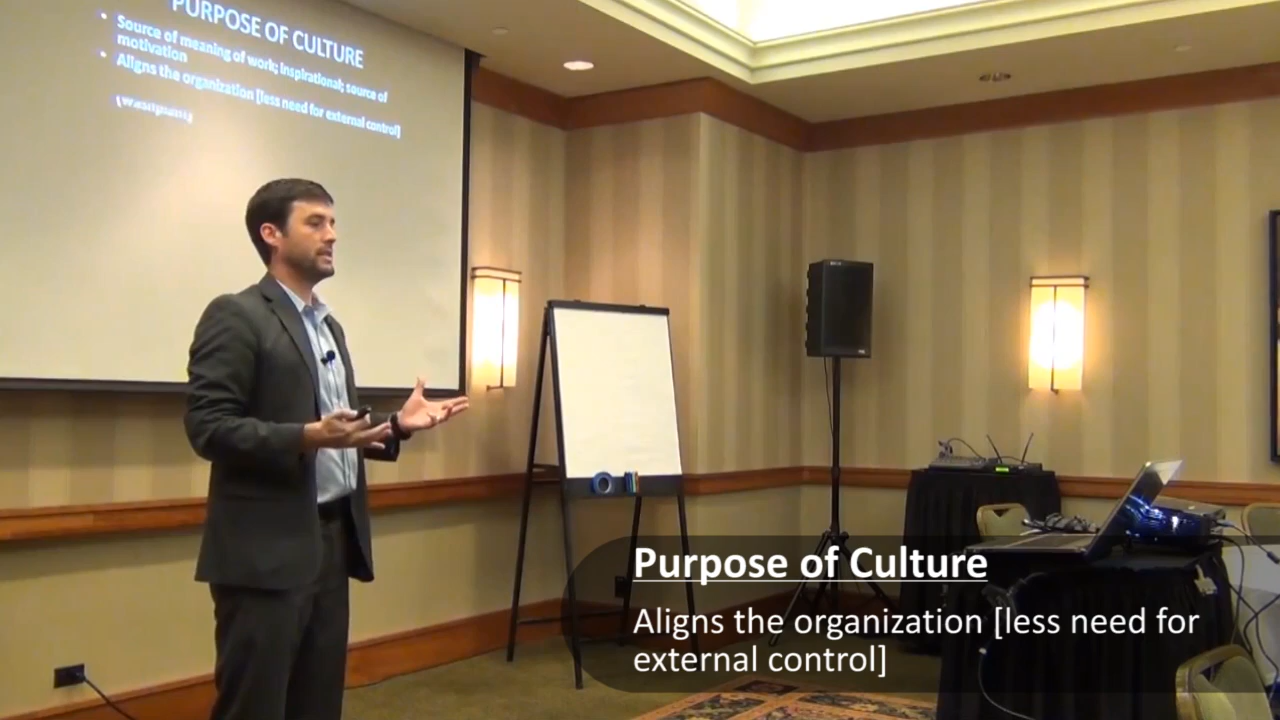 PURPOSE OF CULTURE
• Source of meaning of work; inspirational; source of
motivation
• Aligns the organization [less need for external control]
Purpose of Culture
Aligns the organization [less need for
external control]